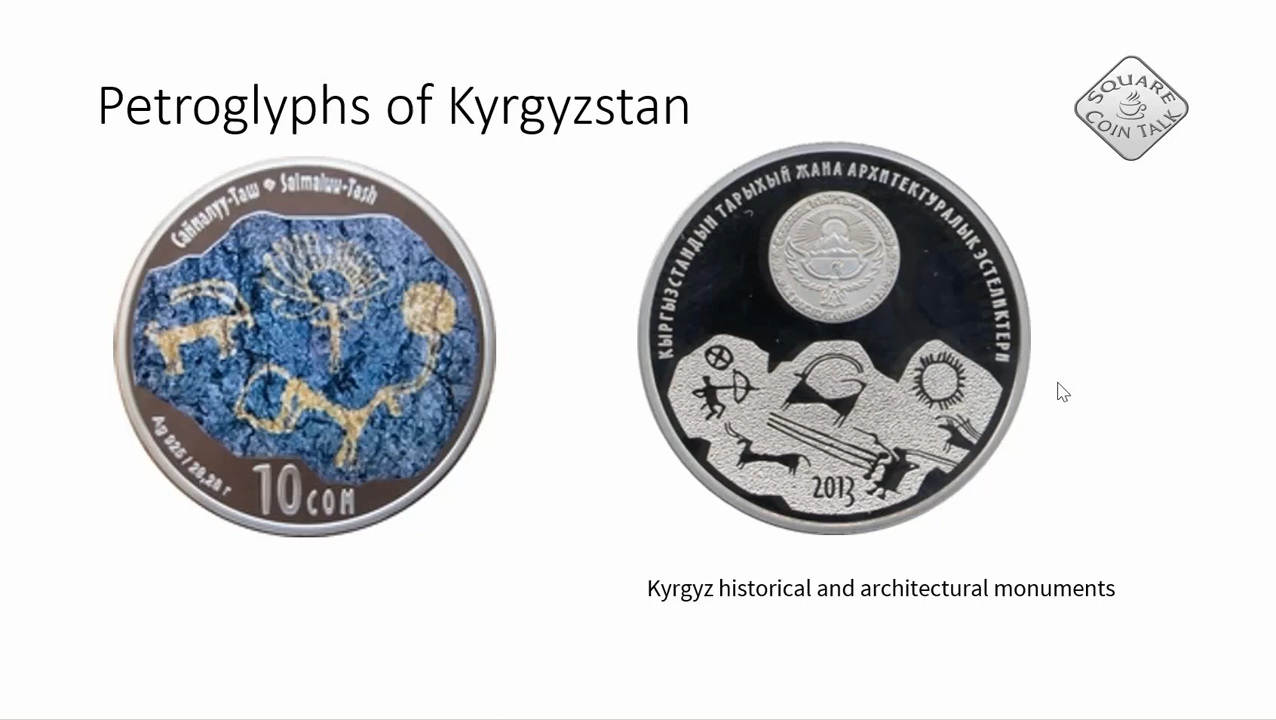 Petroglyphs of Kyrgyzstan
SQUARE
COIN TALK
Саймалуу-Таш Saimaluu-Tash
Ag 925 / 28,28 г
10 СОМ
КЫРГЫЗСТАНДЫН ТАРЫХЫЙ ЖАНА АРХИТЕКТУРАЛЫК ЭСТЕЛИКТЕРИ
2013
Kyrgyz historical and architectural monuments